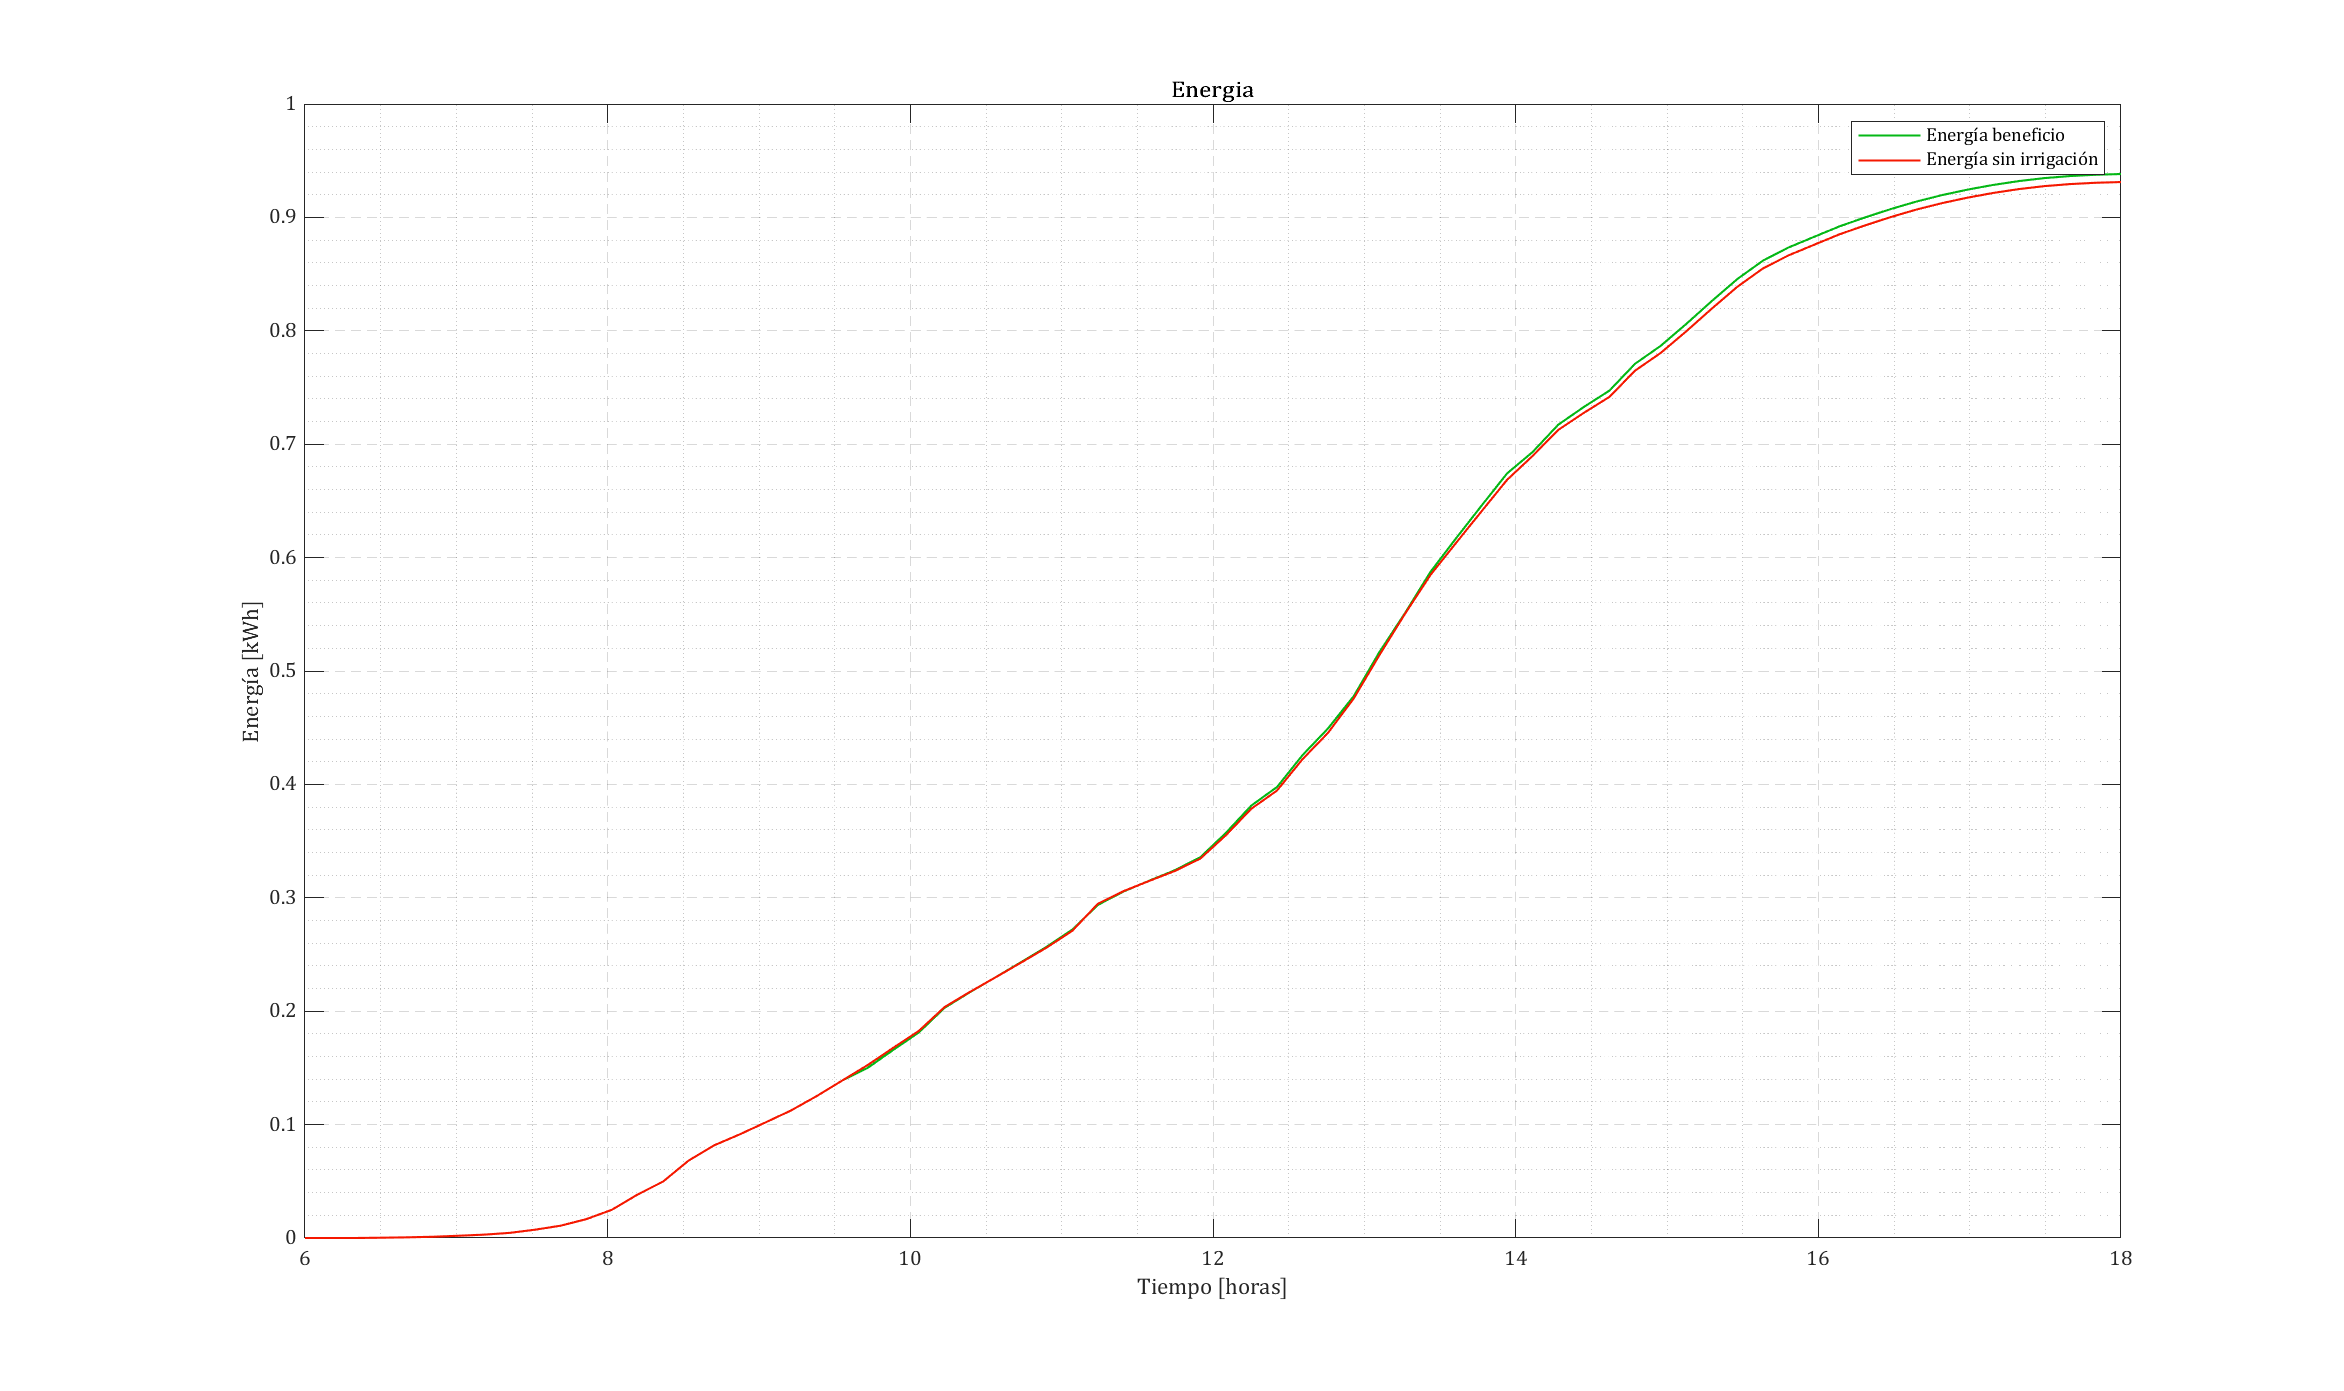 Energia
Energía beneficio
Energía sin irrigación
1
0.9
0.8
0.7
0.6
0.5
0.4
0.3
0.2
0.1
0
Energía [kWh]
6 8 10 12 14 16 18
Tiempo [horas]